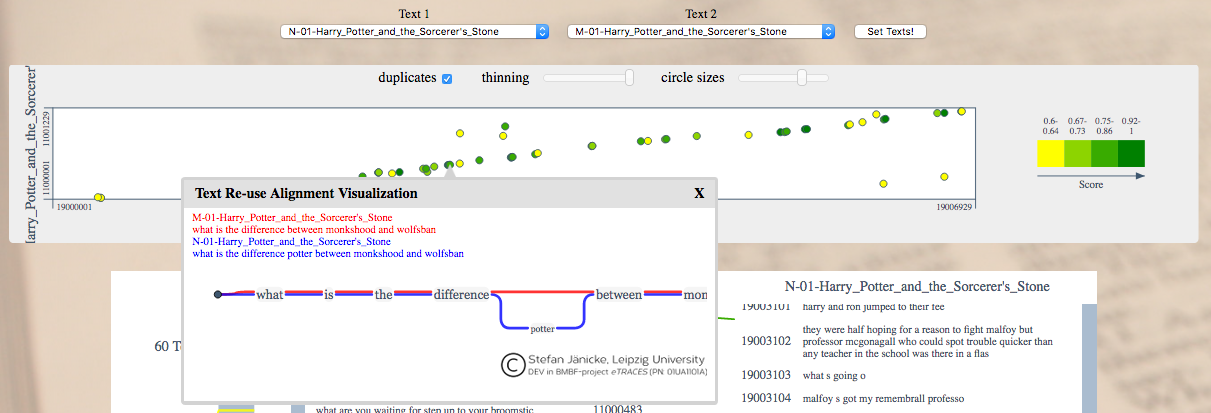 Text 1
Text 2
N-01-Harry_Potter_and_the_Sorcerer's_Stone
M-01-Harry_Potter_and_the_Sorcerer's_Stone
Set Texts!
duplicates
thinning
circle sizes
arry_Potter_and_the_Sorcerer'
11001229
11000001
19000001
19006929
0.6-
0.64
0.67-
0.73
0.75-
0.86
0.92-
1
Score
Text Re-use Alignment Visualization
X
M-01-Harry_Potter_and_the_Sorcerer's_Stone
what is the difference between monkshood and wolfsban
N-01-Harry_Potter_and_the_Sorcerer's_Stone
what is the difference potter between monkshood and wolfsban
what is the difference between mon
potter
© Stefan Jänicke, Leipzig University
DEV in BMBF-project eTRACES (PN: 01UA1101A)
60 T
what are you waiting for step up to your broomstic
11000483
N-01-Harry_Potter_and_the_Sorcerer's_Stone
19003101 harry and ron jumped to their fee
19003102 they were half hoping for a reason to fight malfoy but
professor mcgonagall who could spot trouble quicker than
any teacher in the school was there in a flas
19003103 what s going o
19003104 malfoy s got my remembrall professo